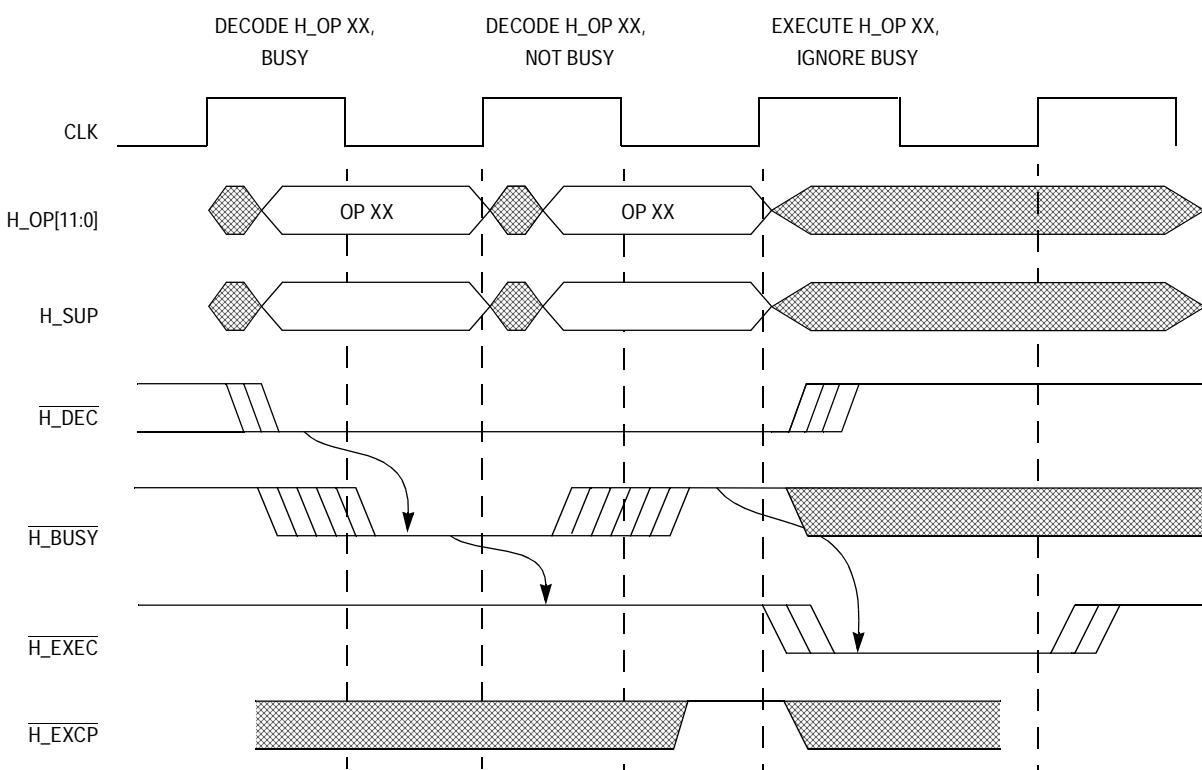 DECODE H_OP XX,
BUSY
DECODE H_OP XX,
NOT BUSY
EXECUTE H_OP XX,
IGNORE BUSY
CLK
H_OP[11:0]
OP XX
OP XX
H_SUP
H_DEC
H_BUSY
H_EXEC
H_EXCP